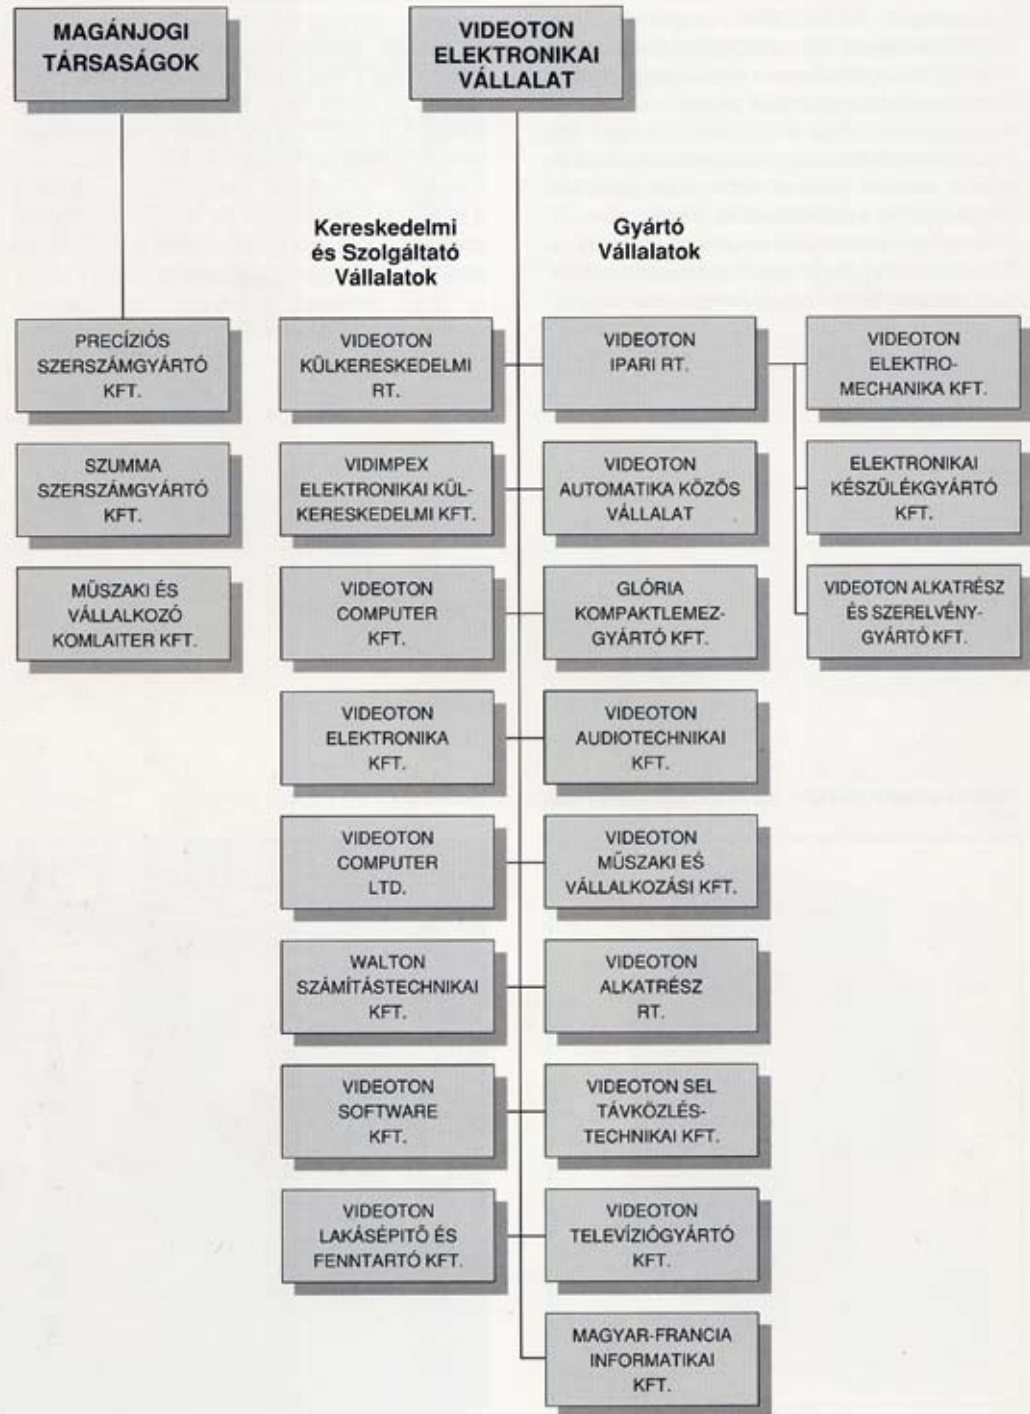 MAGÁNJOGI
TÁRSASÁGOK
VIDEOTON
ELEKTRONIKAI
VÁLLALAT
Kereskedelmi
és Szolgáltató
Vállalatok
Gyártó
Vállalatok
PRECÍZIÓS
SZERSZÁMGYÁRTÓ
KFT.
SZUMMA
SZERSZÁMGYÁRTÓ
KFT.
MŰSZAKI ÉS
VÁLLALKOZÓ
KOMLAITER KFT.
VIDEOTON
KÜLKERESKEDELMI
RT.
VIDIMPEX
ELEKTRONIKAI KÜL-
KERESKEDELMI KFT.
VIDEOTON
COMPUTER
KFT.
VIDEOTON
ELEKTRONIKA
KFT.
VIDEOTON
COMPUTER
LTD.
WALTON
SZÁMÍTÁSTECHNIKAI
KFT.
VIDEOTON
SOFTWARE
KFT.
VIDEOTON
LAKÁSÉPITŐ ÉS
FENNTARTÓ KFT.
VIDEOTON
IPARI RT.
VIDEOTON
AUTOMATIKA KÖZÖS
VÁLLALAT
GLÓRIA
KOMPAKTLEMEZ-
GYÁRTÓ KFT.
VIDEOTON
AUDIOTECHNIKAI
KFT.
VIDEOTON
MŰSZAKI EŚ
VÁLLALKOZÁSI KFT.
VIDEOTON
ALKATRÉSZ
RT.
VIDEOTON SEL
TÁVKÖZLÉS-
TECHNIKAI KFT.
VIDEOTON
TELEVÍZIÓGYÁRTÓ
KFT.
MAGYAR-FRANCIA
INFORMATIKAI
KFT.
VIDEOTON
ELEKTRO-
MECHANIKA KFT.
ELEKTRONIKAI
KÉSZÜLÉKGYÁRTÓ
KFT.
VIDEOTON ALKATRÉSZ
ÉS SZERELVÉNY-
GYÁRTÓ KFT.